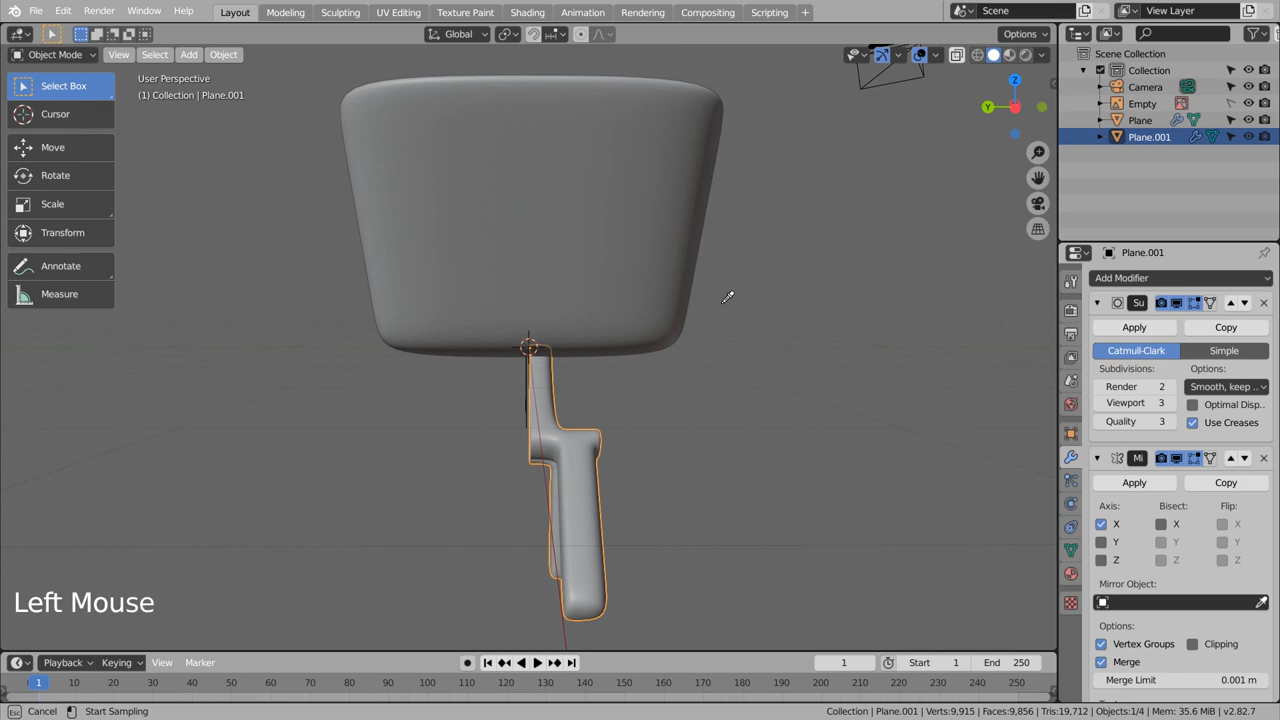 File Edit Render Window Help
Layout Modeling Sculpting UV Editing Texture Paint Shading Animation Rendering Compositing Scripting +
Scene View Layer
Global Options
Object Mode View Select Add Object
Select Box
Cursor
Move
Rotate
Scale
Transform
Annotate
Measure
User Perspective
(1) Collection | Plane.001
Z
Y
Left Mouse
Scene Collection
Collection
Camera
Empty
Plane
Plane.001
Plane.001
Add Modifier
Su
Apply Copy
Catmull-Clark Simple
Subdivisions: Options:
Render 2 Smooth, keep ..
Viewport 3 Optimal Disp..
Quality 3 Use Creases
Mi
Apply Copy
Axis: Bisect: Flip:
X X X
Y Y Y
Z Z Z
Mirror Object:
Options:
Vertex Groups Clipping
Merge
Merge Limit 0.001 m
Playback Keying View Marker 1 Start 1 End 250
1 10 20 30 40 50 60 70 80 90 100 110 120 130 140 150 160 170 180 190 200 210 220 230 240 250
Esc Cancel Start Sampling Collection | Plane.001 | Verts:9,915 | Faces:9,856 | Tris:19,712 | Objects:1/4 | Mem: 35.6 MiB | v2.82.7